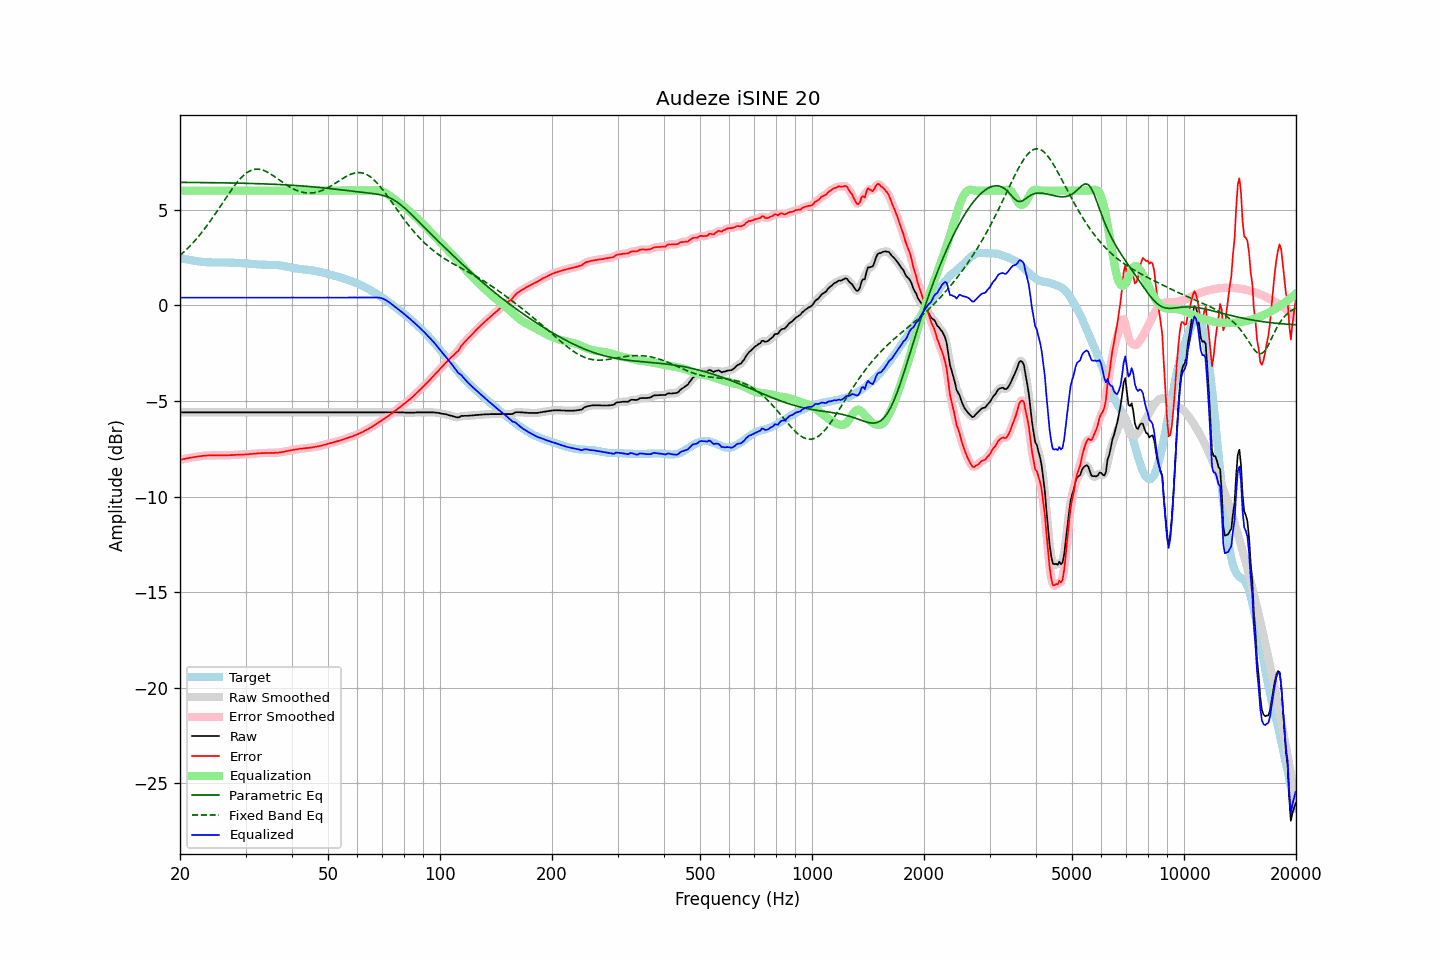 Audeze iSINE 20
Amplitude (dBr)
5
0
−5
−10
−15
−20
−25
Target
Raw Smoothed
Error Smoothed
Raw
Error
Equalization
Parametric Eq
Fixed Band Eq
Equalized
20 50 100 200 500 1000 2000 5000 10000 20000
Frequency (Hz)